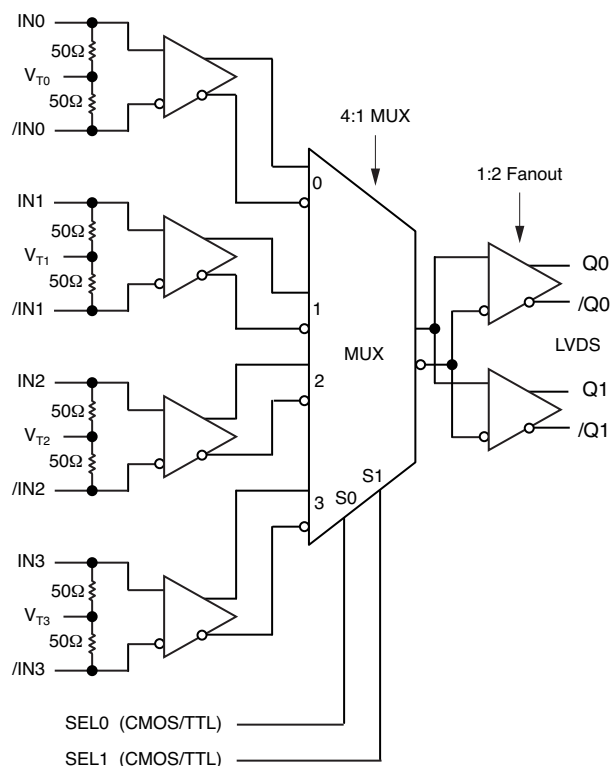 IN0
50Ω
VT0
50Ω
/IN0
4:1 MUX
0
1:2 Fanout
IN1
50Ω
VT1
50Ω
/IN1
1
Q0
/Q0
LVDS
MUX
IN2
50Ω
VT2
50Ω
/IN2
2
Q1
/Q1
S1
S0
3
IN3
50Ω
VT3
50Ω
/IN3
SEL0 (CMOS/TTL)
SEL1 (CMOS/TTL)